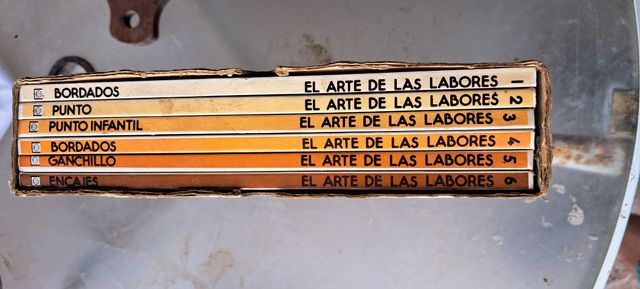 BORDADOS EL ARTE DE LAS LABORES 1
PUNTO EL ARTE DE LAS LABORES 2
PUNTO INFANTIL EL ARTE DE LAS LABORES 3
BORDADOS EL ARTE DE LAS LABORES 4
GANCHILLO EL ARTE DE LAS LABORES 5
ENCAJES EL ARTE DE LAS LABORES 6